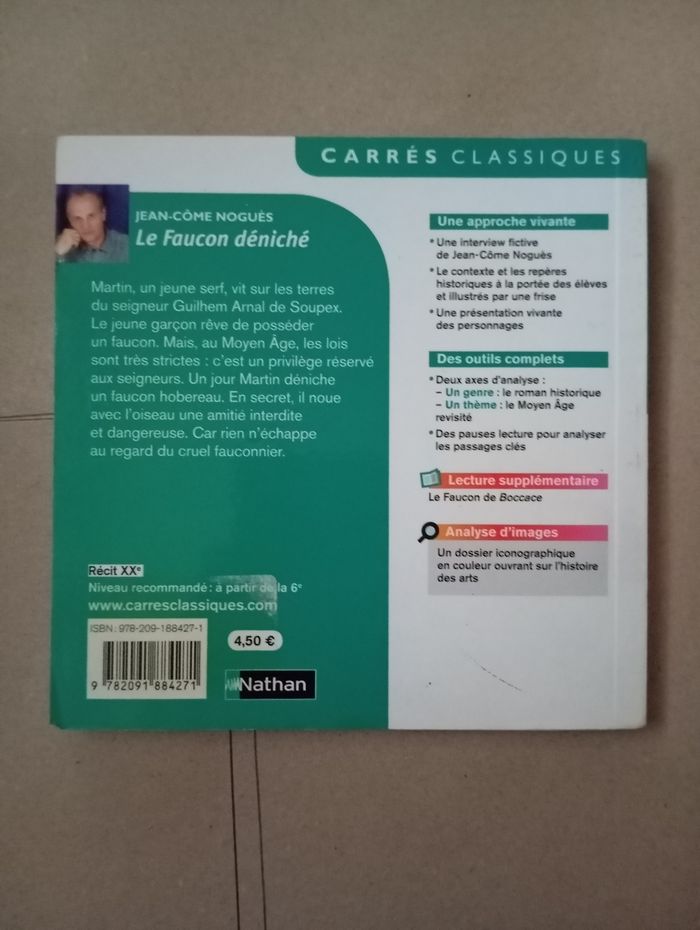 CARRÉS CLASSIQUES
JEAN-CÔME NOGUÈS
Le Faucon déniché
Martin, un jeune serf, vit sur les terres
du seigneur Guilhem Arnal de Soupex.
Le jeune garçon rêve de posséder
un faucon. Mais, au Moyen Âge, les lois
sont très strictes : c'est un privilège réservé
aux seigneurs. Un jour Martin déniche
un faucon hobereau. En secret, il noue
avec l'oiseau une amitié interdite
et dangereuse. Car rien n'échappe
au regard du cruel fauconnier.
Récit XXe
Niveau recommandé : à partir de la 6e
www.carresclassiques.com
ISBN : 978-209-188427-1
9 782091 884271
4,50 €
Nathan
Une approche vivante
* Une interview fictive
de Jean-Côme Noguès
* Le contexte et les repères
historiques à la portée des élèves
et illustrés par une frise
* Une présentation vivante
des personnages
Des outils complets
* Deux axes d'analyse :
– Un genre : le roman historique
– Un thème : le Moyen Âge
revisité
* Des pauses lecture pour analyser
les passages clés
Lecture supplémentaire
Le Faucon de Boccace
Analyse d'images
Un dossier iconographique
en couleur ouvrant sur l'histoire
des arts